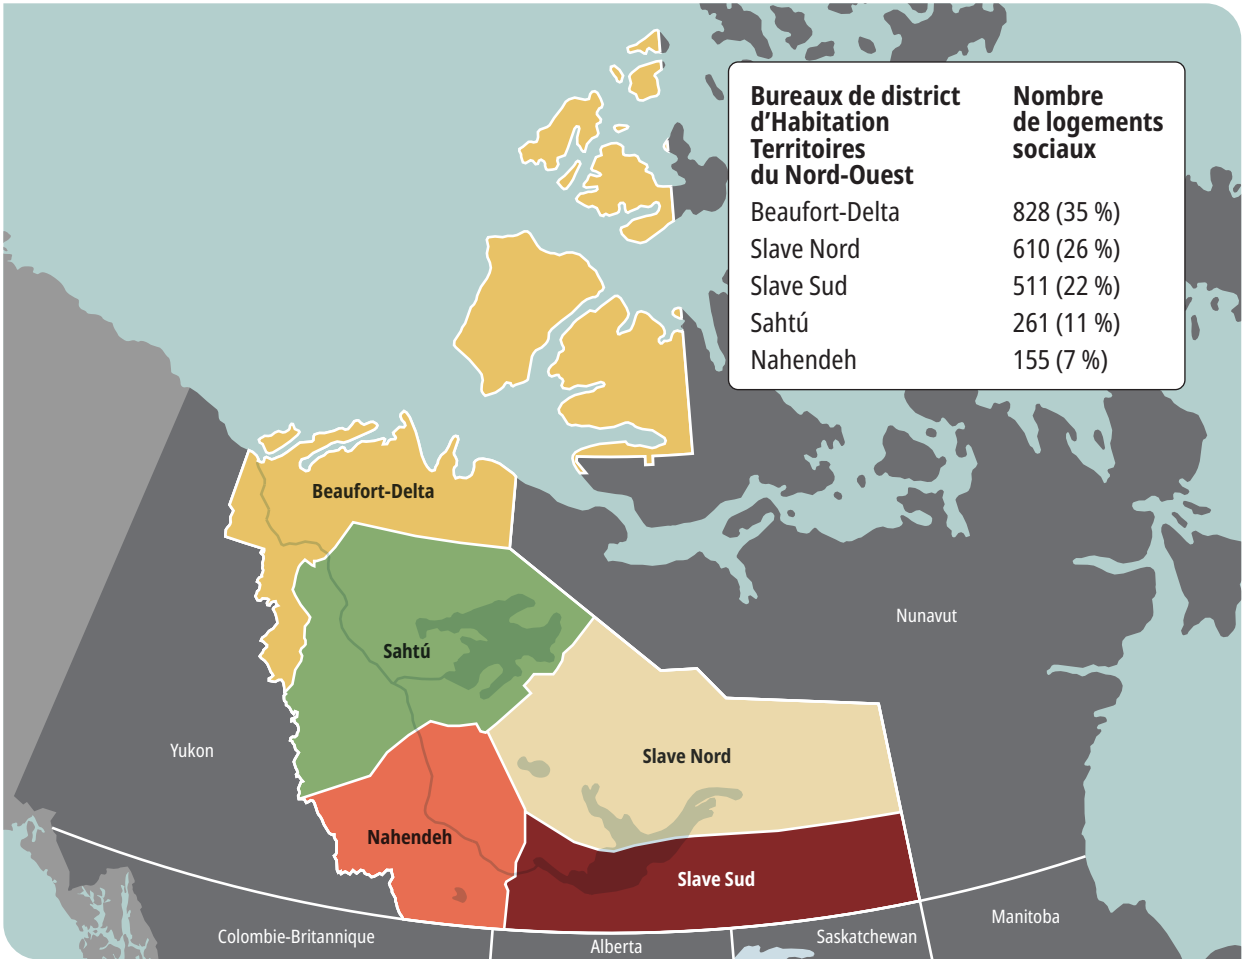 Bureaux de district
d'Habitation
Territoires
du Nord-Ouest
Nombre
de logements
sociaux
Beaufort-Delta 828 (35 %)
Slave Nord 610 (26 %)
Slave Sud 511 (22 %)
Sahtú 261 (11 %)
Nahendeh 155 (7 %)
Beaufort-Delta
Nunavut
Sahtú
Yukon
Slave Nord
Nahendeh
Slave Sud
Manitoba
Colombie-Britannique
Saskatchewan
Alberta